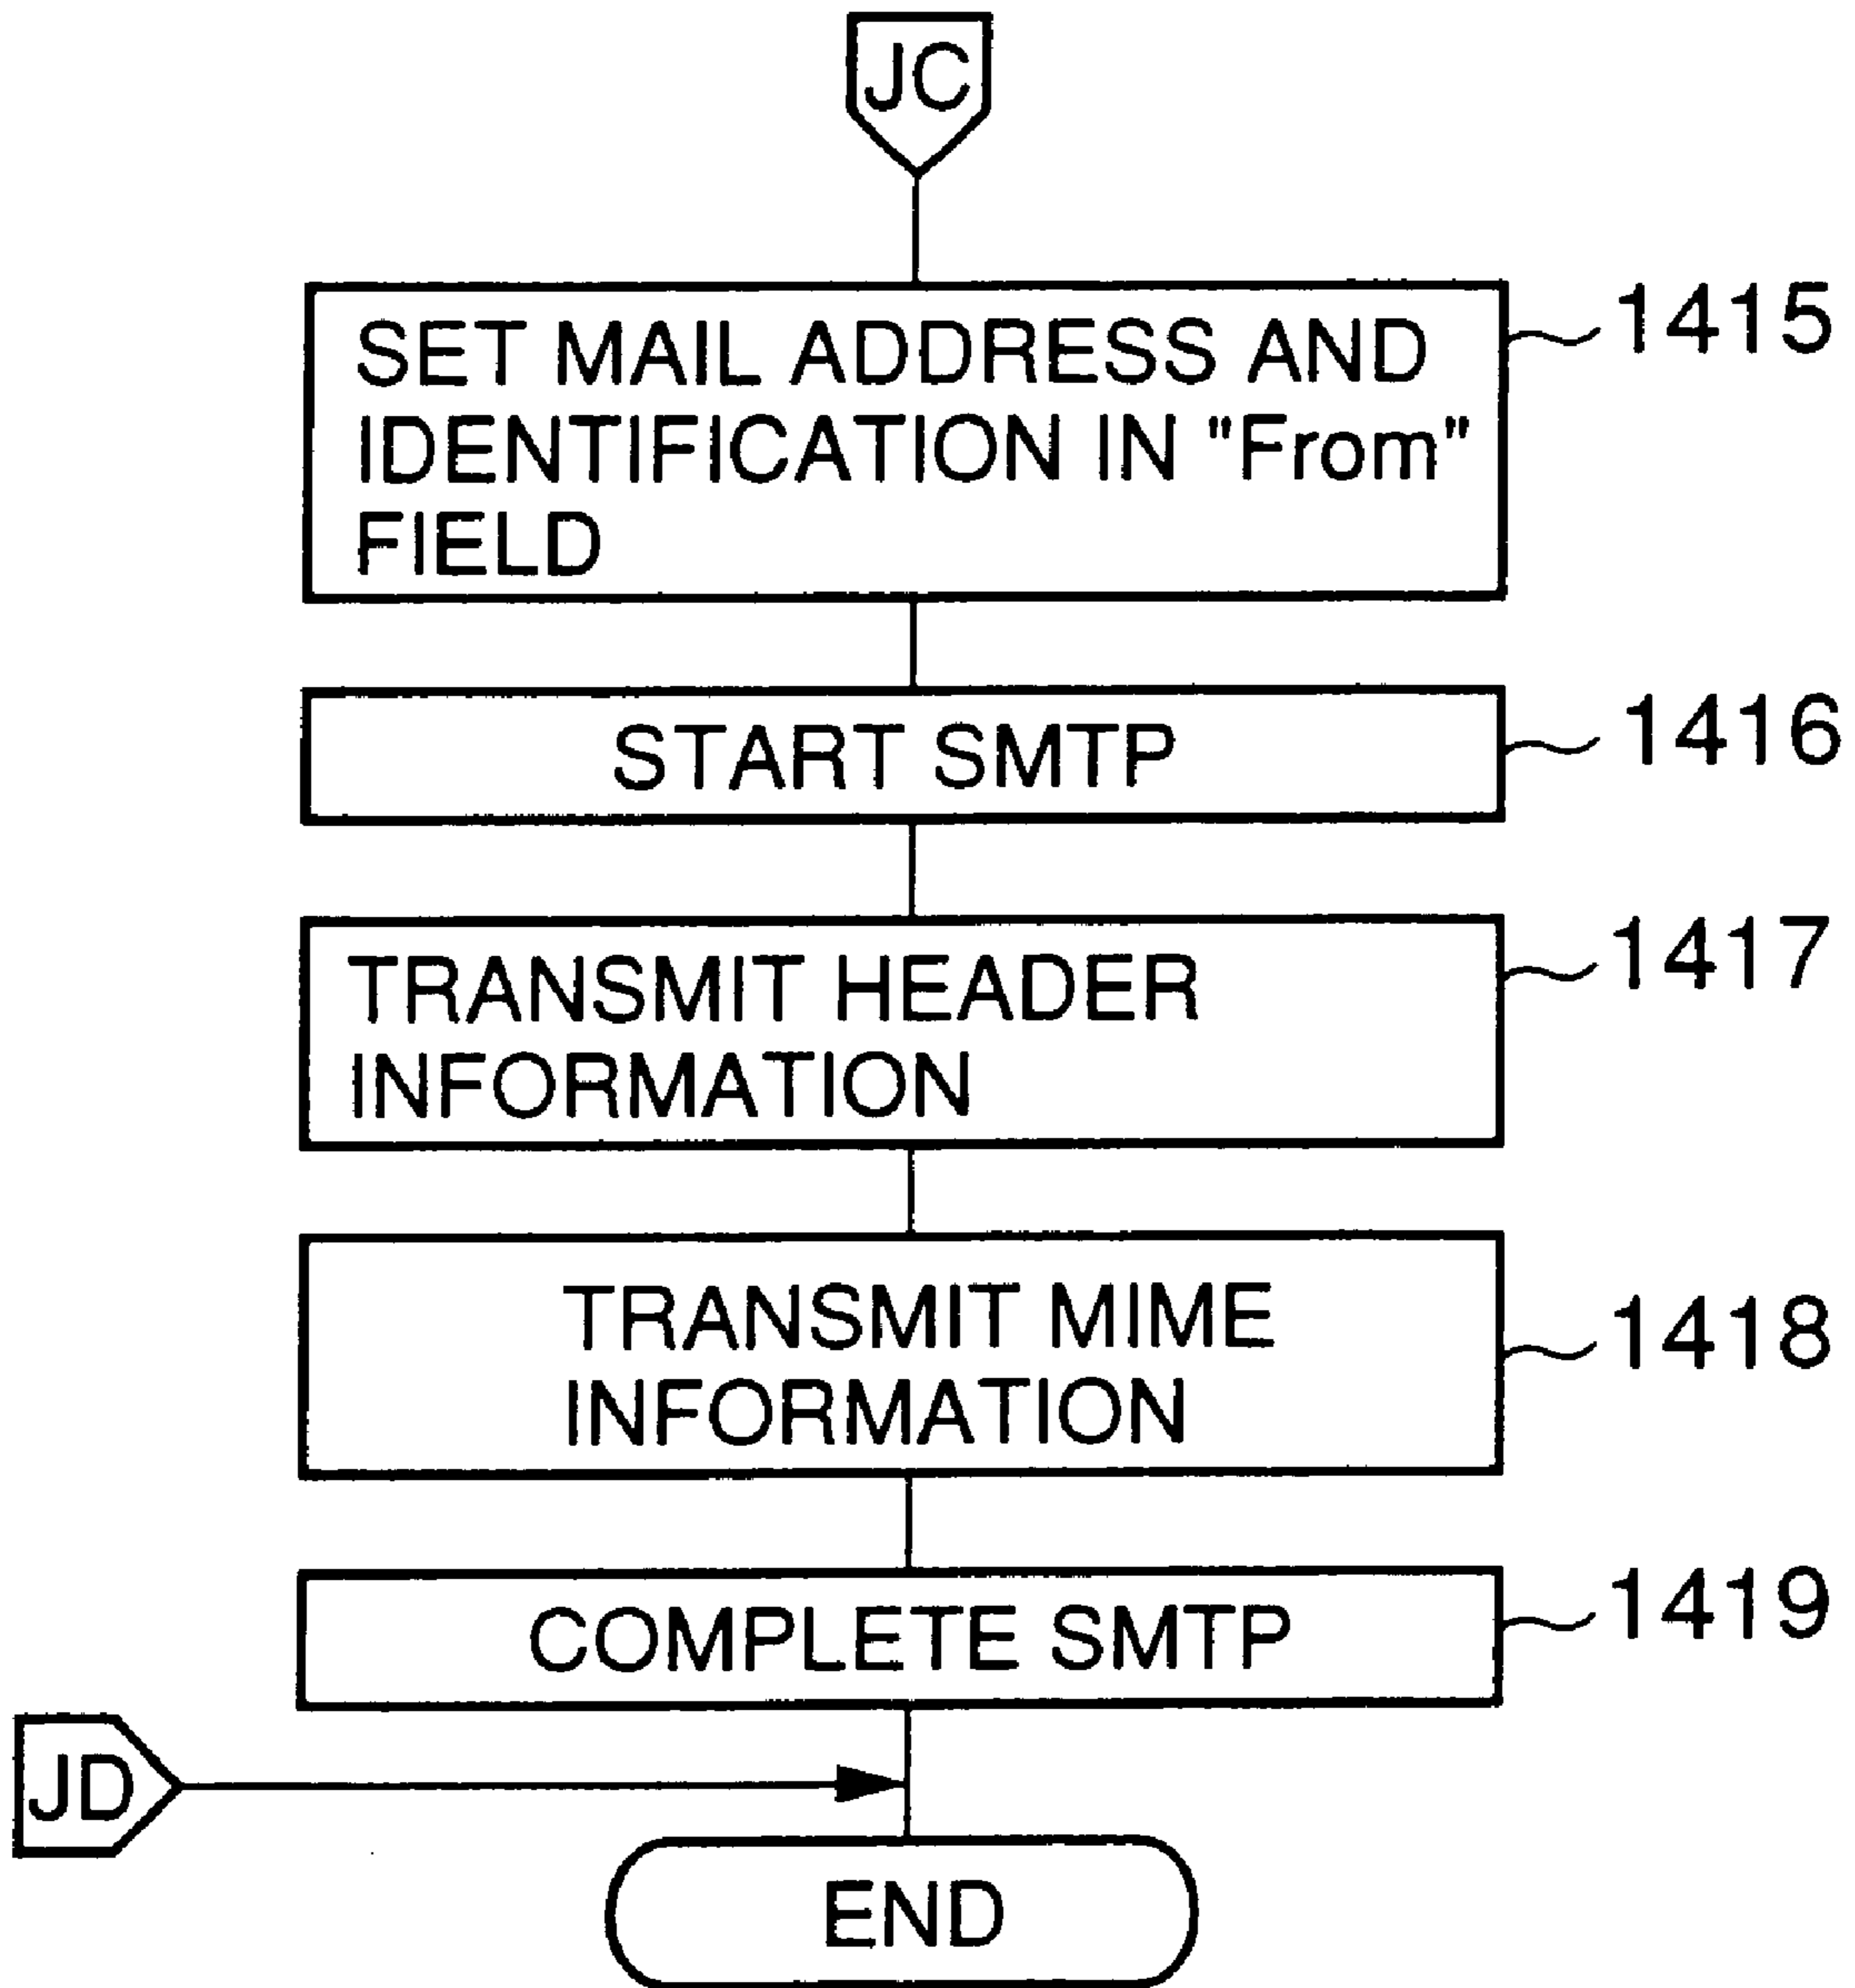 JC
SET MAIL ADDRESS AND
IDENTIFICATION IN "From"
FIELD
1415
START SMTP
1416
TRANSMIT HEADER
INFORMATION
1417
TRANSMIT MIME
INFORMATION
1418
COMPLETE SMTP
1419
JD
END